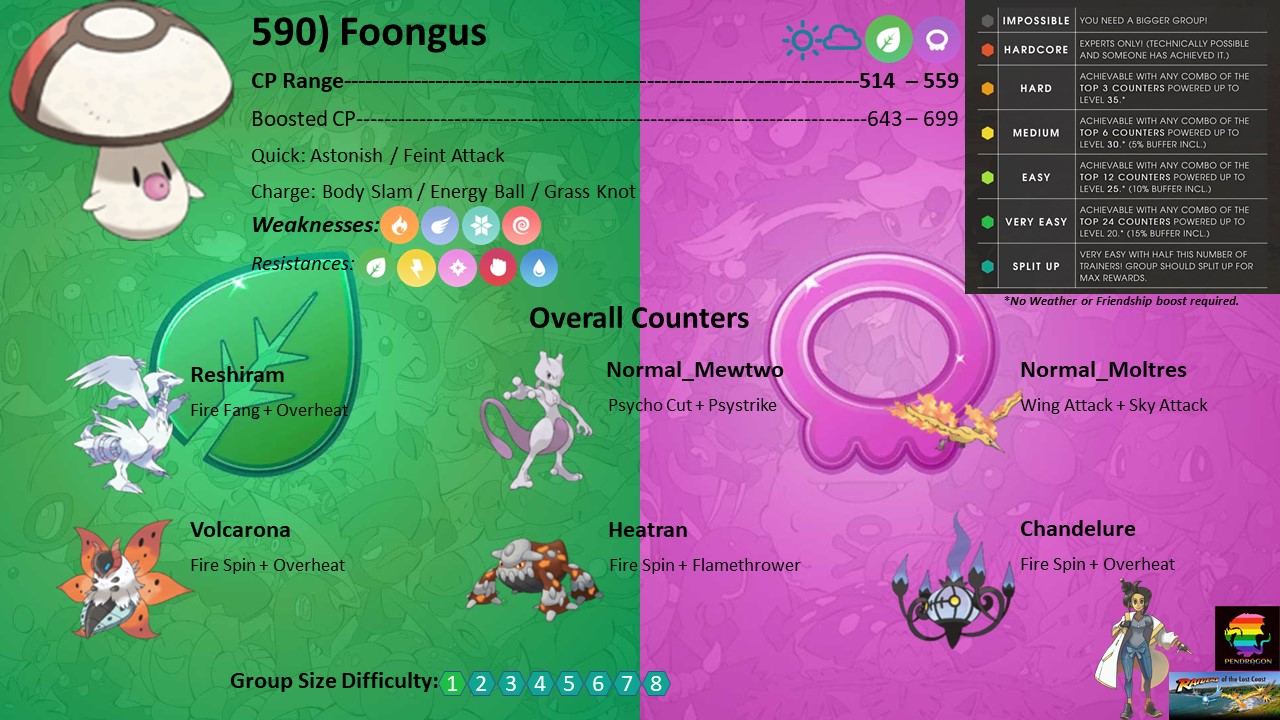 590) Foongus
CP Range---514 – 559
Boosted CP---643 – 699
Quick: Astonish / Feint Attack
Charge: Body Slam / Energy Ball / Grass Knot
Weaknesses:
Resistances:
IMPOSSIBLE YOU NEED A BIGGER GROUP!
HARDCORE EXPERTS ONLY! (TECHNICALLY POSSIBLE
AND SOMEONE HAS ACHIEVED IT.)
HARD ACHIEVABLE WITH ANY COMBO OF THE
TOP 3 COUNTERS POWERED UP TO
LEVEL 35.*
MEDIUM ACHIEVABLE WITH ANY COMBO OF THE
TOP 6 COUNTERS POWERED UP TO
LEVEL 30.* (5% BUFFER INCL.)
EASY ACHIEVABLE WITH ANY COMBO OF THE
TOP 12 COUNTERS POWERED UP TO
LEVEL 25.* (10% BUFFER INCL.)
VERY EASY ACHIEVABLE WITH ANY COMBO OF THE
TOP 24 COUNTERS POWERED UP TO
LEVEL 20.* (15% BUFFER INCL.)
SPLIT UP VERY EASY WITH HALF THIS NUMBER OF
TRAINERS! GROUP SHOULD SPLIT UP FOR
MAX REWARDS.
*No Weather or Friendship boost required.
Overall Counters
Reshiram
Fire Fang + Overheat
Normal_Mewtwo
Psycho Cut + Psystrike
Normal_Moltres
Wing Attack + Sky Attack
Volcarona
Fire Spin + Overheat
Heatran
Fire Spin + Flamethrower
Chandelure
Fire Spin + Overheat
Group Size Difficulty: 1 2 3 4 5 6 7 8
PENDRAGON
RAIDERS of the Lost Coast